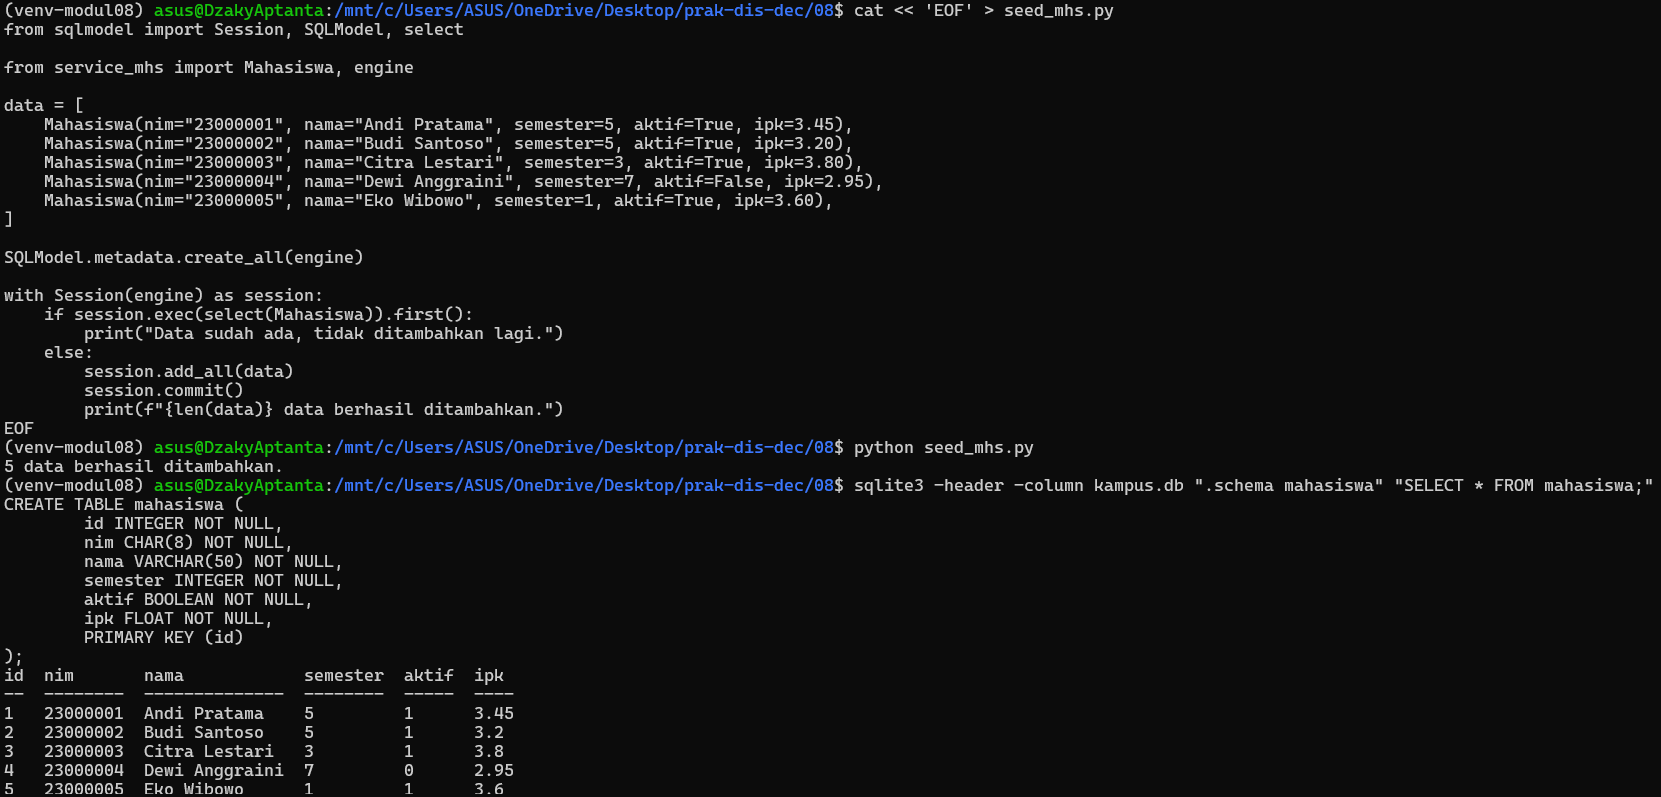 (venv-modul08) asus@DzakyAptanta:/mnt/c/Users/ASUS/OneDrive/Desktop/prak-dis-dec/08$ cat << 'EOF' > seed_mhs.py
from sqlmodel import Session, SQLModel, select

from service_mhs import Mahasiswa, engine

data = [
    Mahasiswa(nim="23000001", nama="Andi Pratama", semester=5, aktif=True, ipk=3.45),
    Mahasiswa(nim="23000002", nama="Budi Santoso", semester=5, aktif=True, ipk=3.20),
    Mahasiswa(nim="23000003", nama="Citra Lestari", semester=3, aktif=True, ipk=3.80),
    Mahasiswa(nim="23000004", nama="Dewi Anggraini", semester=7, aktif=False, ipk=2.95),
    Mahasiswa(nim="23000005", nama="Eko Wibowo", semester=1, aktif=True, ipk=3.60),
]

SQLModel.metadata.create_all(engine)

with Session(engine) as session:
    if session.exec(select(Mahasiswa)).first():
        print("Data sudah ada, tidak ditambahkan lagi.")
    else:
        session.add_all(data)
        session.commit()
        print(f"{len(data)} data berhasil ditambahkan.")
EOF
(venv-modul08) asus@DzakyAptanta:/mnt/c/Users/ASUS/OneDrive/Desktop/prak-dis-dec/08$ python seed_mhs.py
5 data berhasil ditambahkan.
(venv-modul08) asus@DzakyAptanta:/mnt/c/Users/ASUS/OneDrive/Desktop/prak-dis-dec/08$ sqlite3 -header -column kampus.db ".schema mahasiswa" "SELECT * FROM mahasiswa;"
CREATE TABLE mahasiswa (
        id INTEGER NOT NULL,
        nim CHAR(8) NOT NULL,
        nama VARCHAR(50) NOT NULL,
        semester INTEGER NOT NULL,
        aktif BOOLEAN NOT NULL,
        ipk FLOAT NOT NULL,
        PRIMARY KEY (id)
);
id  nim       nama            semester  aktif  ipk
--  --------  --------------  --------  -----  ----
1   23000001  Andi Pratama    5         1      3.45
2   23000002  Budi Santoso    5         1      3.2
3   23000003  Citra Lestari   3         1      3.8
4   23000004  Dewi Anggraini  7         0      2.95
5   23000005  Eko Wibowo      1         1      3.6